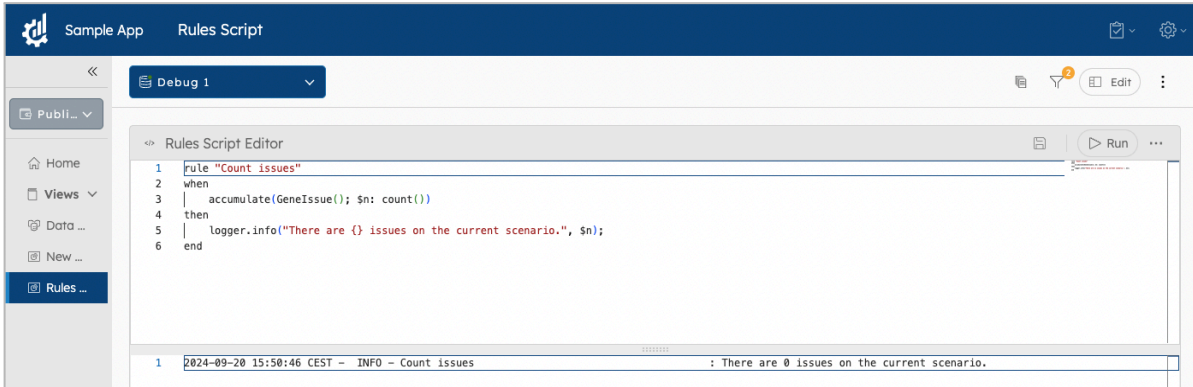 Sample App Rules Script
Debug 1
2
Edit
Publi...
Home
Views
Data ...
New ...
Rules ...
Rules Script Editor
Run
1 rule "Count issues"
2 when
3 accumulate(GeneIssue(); $n: count())
4 then
5 logger.info("There are {} issues on the current scenario.", $n);
6 end
1 2024-09-20 15:50:46 CEST - INFO - Count issues : There are 0 issues on the current scenario.